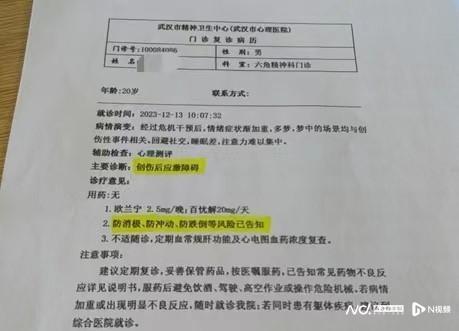 武汉市精神卫生中心(武汉市心理医院)
门诊复诊病历
门诊号:100084086 性别:男
姓名 科室:六角精神科门诊
年龄:20岁 联系方式:
就诊时间:2023-12-13 10:07:32
病情演变:经过危机干预后,情绪症状渐加重,多梦,梦中的场景均与创
伤性事件相关、回避社交,睡眠差,注意力难以集中。
辅助检查:心理测评
主要诊断:创伤后应激障碍
诊疗意见:
用药:无
1. 欧兰宁 2.5mg/晚;百忧解20mg/天
2. 防消极、防冲动、防跌倒等风险已告知
3. 不适随诊,定期血常规肝功能及心电图血药浓度复查。
注意事项:
建议定期复诊,妥善保管药品,按医嘱服药,已告知常见药物不良反
应详见说明书,服药后避免饮酒、驾驶、高空作业或操作危险机械。若病情
加重或出现明显不良反应,随时就诊我院;若同时患有躯体疾病
综合医院就诊。
N视频